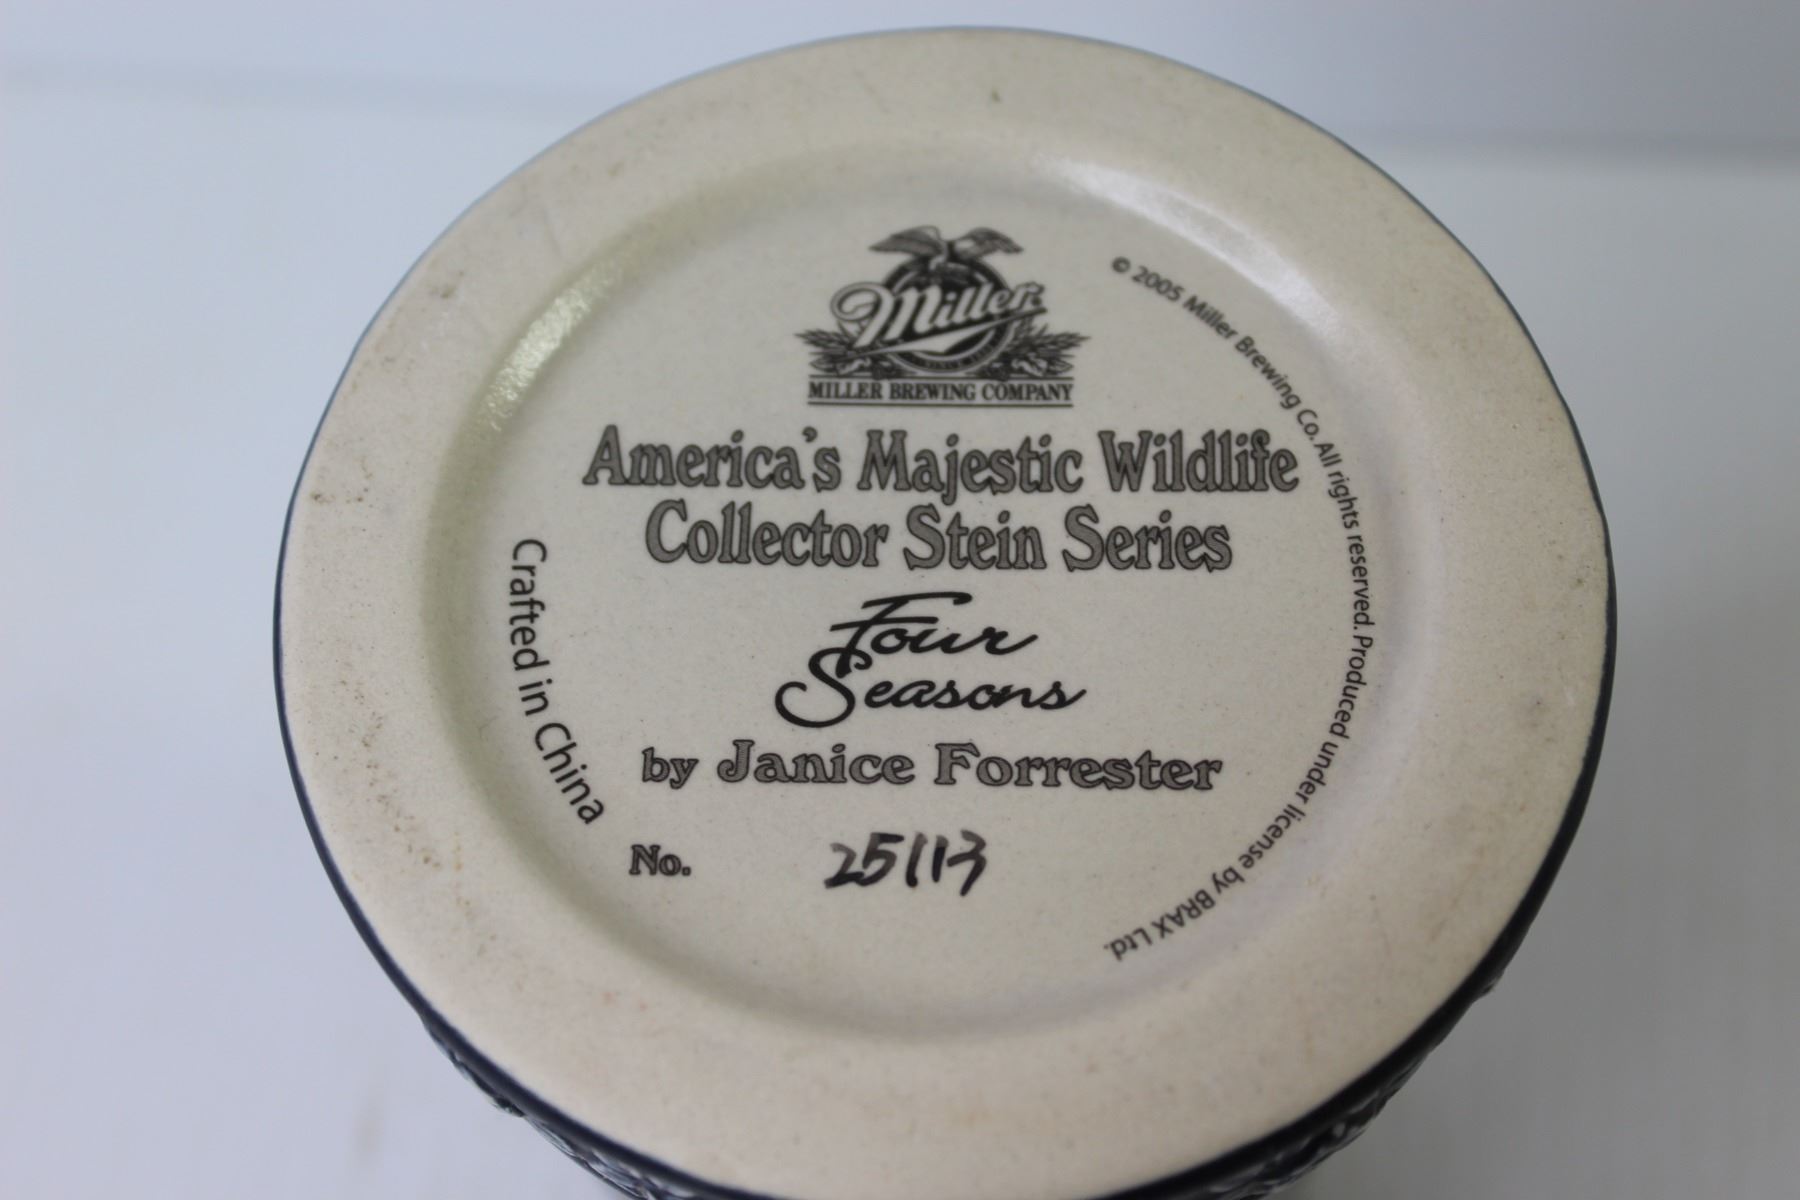 Miller
MILLER BREWING COMPANY
America's Majestic Wildlife
Collector Stein Series
Four
Seasons
by Janice Forrester
No. 25113
Crafted in China
© 2005 Miller Brewing Co. All rights reserved. Produced under license by BRAX Ltd.